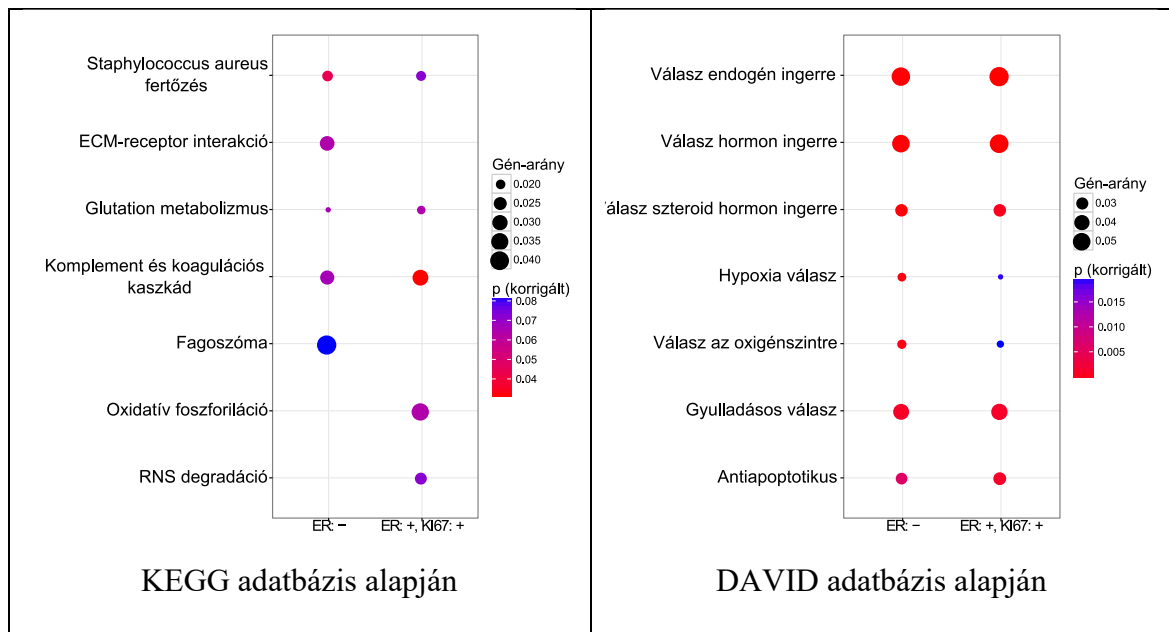 Staphylococcus aureus
fertőzés
ECM-receptor interakció
Glutation metabolizmus
Komplement és koagulációs
kaszkád
Fagoszóma
Oxidatív foszforiláció
RNS degradáció
ER: −
ER: +, KI67: +
Gén-arány
0.020
0.025
0.030
0.035
0.040
p (korrigált)
0.08
0.07
0.06
0.05
0.04
KEGG adatbázis alapján
Válasz endogén ingerre
Válasz hormon ingerre
Válasz szteroid hormon ingerre
Hypoxia válasz
Válasz az oxigénszintre
Gyulladásos válasz
Antiapoptotikus
ER: −
ER: +, KI67: +
Gén-arány
0.03
0.04
0.05
p (korrigált)
0.015
0.010
0.005
DAVID adatbázis alapján